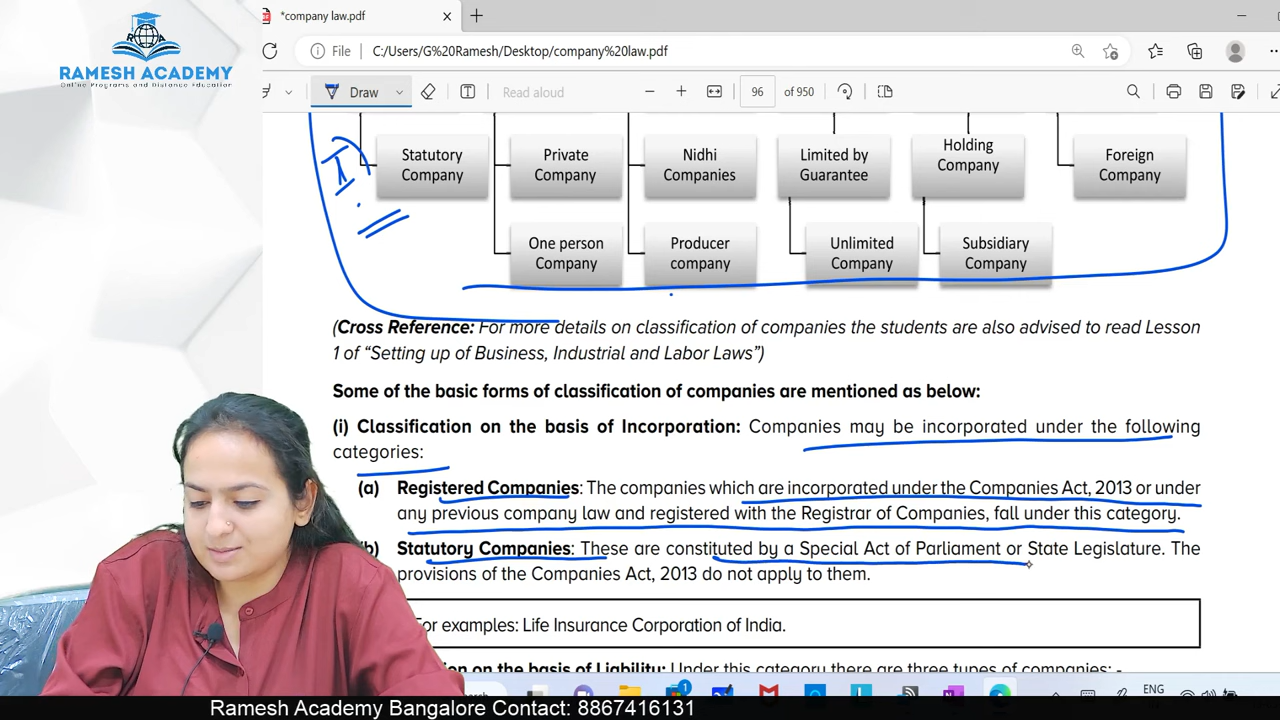 *company law.pdf
RAMESH ACADEMY
Online Programs and Distance Education
File
C:/Users/G%20Ramesh/Desktop/company%20law.pdf
Draw
Read aloud
96
of 950
Statutory Company
Private Company
Nidhi Companies
Limited by Guarantee
Holding Company
Foreign Company
One person Company
Producer company
Unlimited Company
Subsidiary Company
(Cross Reference: For more details on classification of companies the students are also advised to read Lesson
1 of “Setting up of Business, Industrial and Labor Laws”)
Some of the basic forms of classification of companies are mentioned as below:
(i) Classification on the basis of Incorporation: Companies may be incorporated under the following
categories:
(a) Registered Companies: The companies which are incorporated under the Companies Act, 2013 or under
any previous company law and registered with the Registrar of Companies, fall under this category.
(b) Statutory Companies: These are constituted by a Special Act of Parliament or State Legislature. The
provisions of the Companies Act, 2013 do not apply to them.
For examples: Life Insurance Corporation of India.
on the basis of Liability: Under this category there are three types of companies: -
ENG
Ramesh Academy Bangalore Contact: 8867416131